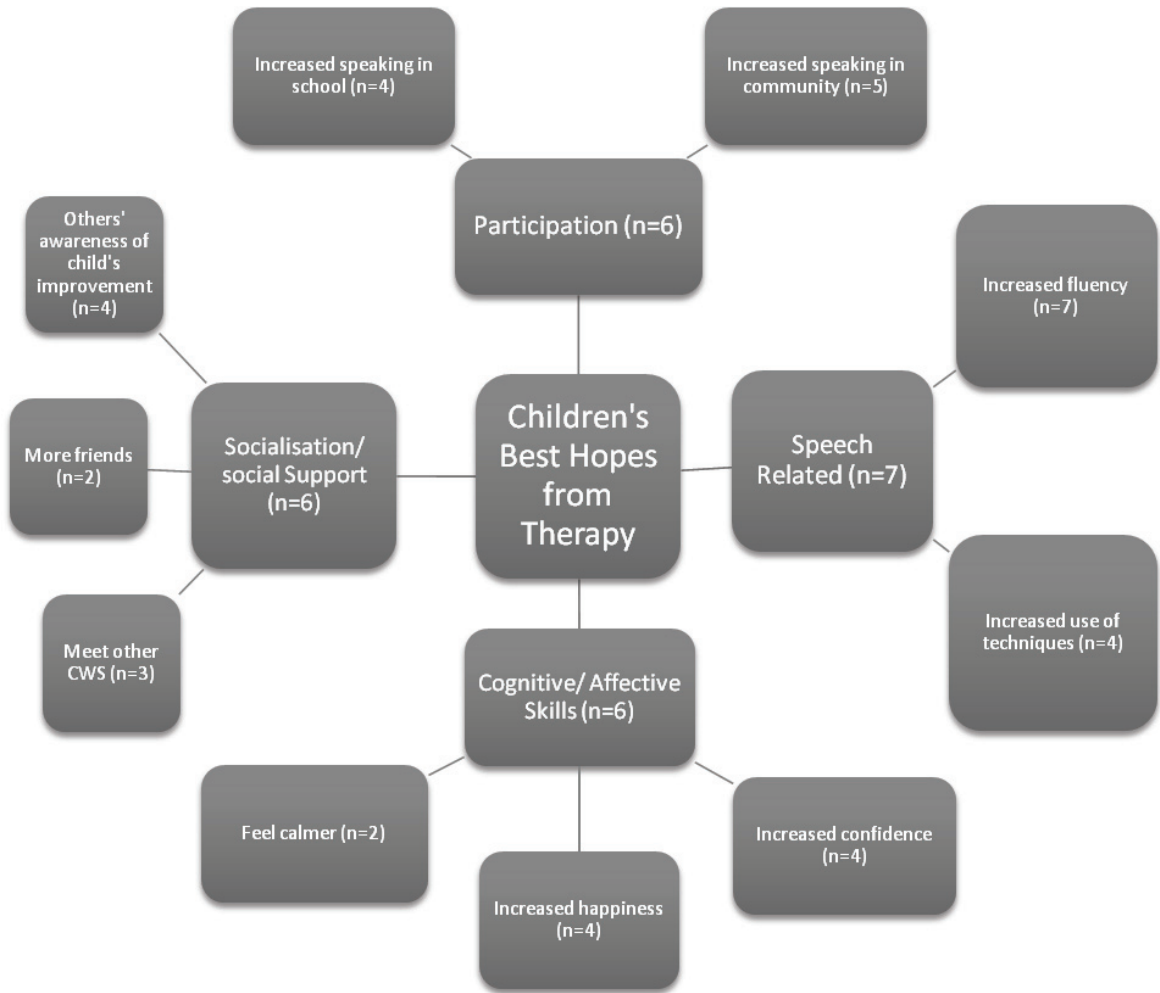 Increased speaking in
school (n=4)
Increased speaking in
community (n=5)
Participation (n=6)
Others'
awareness of
child's
improvement
(n=4)
Increased fluency
(n=7)
More friends
(n=2)
Socialisation/
social Support
(n=6)
Children's
Best Hopes
from
Therapy
Speech
Related (n=7)
Meet other
CWS (n=3)
Increased use of
techniques (n=4)
Cognitive/ Affective
Skills (n=6)
Feel calmer (n=2)
Increased confidence
(n=4)
Increased happiness
(n=4)